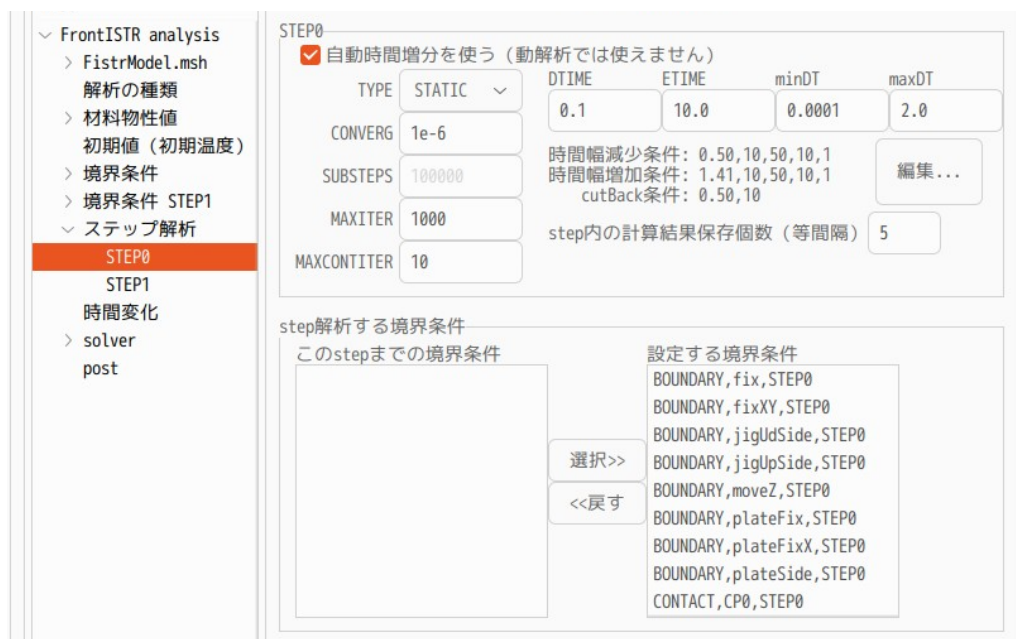 FrontISTR analysis
FistrModel.msh
解析の種類
材料物性値
初期値 (初期温度)
境界条件
境界条件 STEP1
ステップ解析
STEP0
STEP1
時間変化
solver
post
STEP0
自動時間増分を使う (動解析では使えません)
TYPE STATIC
CONVERG 1e-6
SUBSTEPS 100000
MAXITER 1000
MAXCONTITER 10
DTIME ETIME minDT maxDT
0.1 10.0 0.0001 2.0
時間幅減少条件: 0.50,10,50,10,1
時間幅増加条件: 1.41,10,50,10,1
cutBack条件: 0.50,10
編集...
step内の計算結果保存個数 (等間隔) 5
step解析する境界条件
このstepまでの境界条件
選択>>
<<戻す
設定する境界条件
BOUNDARY,fix,STEP0
BOUNDARY,fixXY,STEP0
BOUNDARY,jigUdSide,STEP0
BOUNDARY,jigUpSide,STEP0
BOUNDARY,moveZ,STEP0
BOUNDARY,plateFix,STEP0
BOUNDARY,plateFixX,STEP0
BOUNDARY,plateSide,STEP0
CONTACT,CP0,STEP0